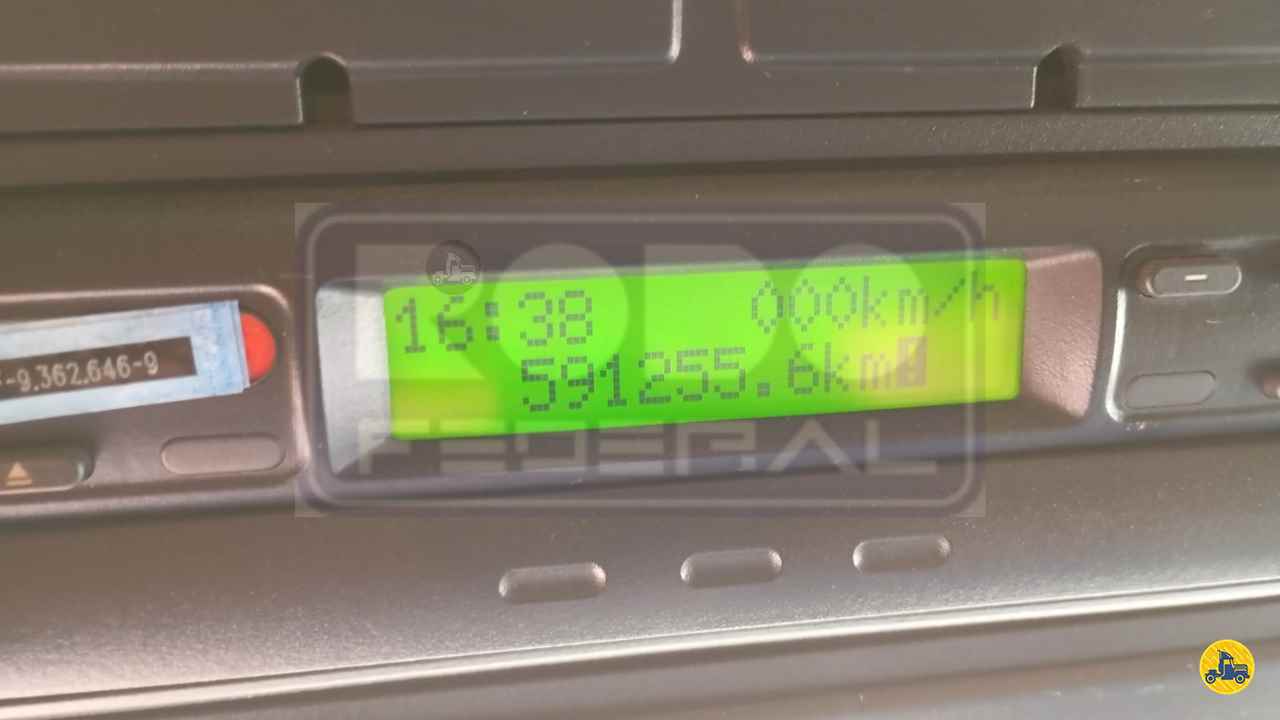 RODO
16:38 000km/h
591255.6km
FEDERAL
-9.362.646-9